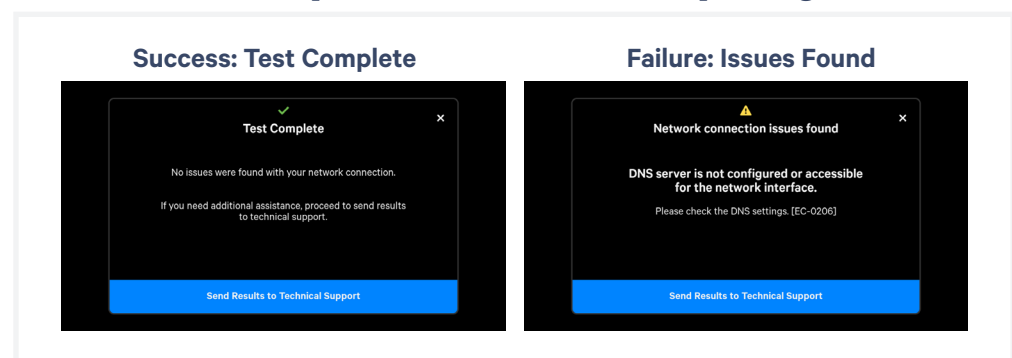 Success: Test Complete
Test Complete
×
No issues were found with your network connection.
If you need additional assistance, proceed to send results
to technical support.
Send Results to Technical Support
Failure: Issues Found
Network connection issues found
×
DNS server is not configured or accessible
for the network interface.
Please check the DNS settings. [EC-0206]
Send Results to Technical Support